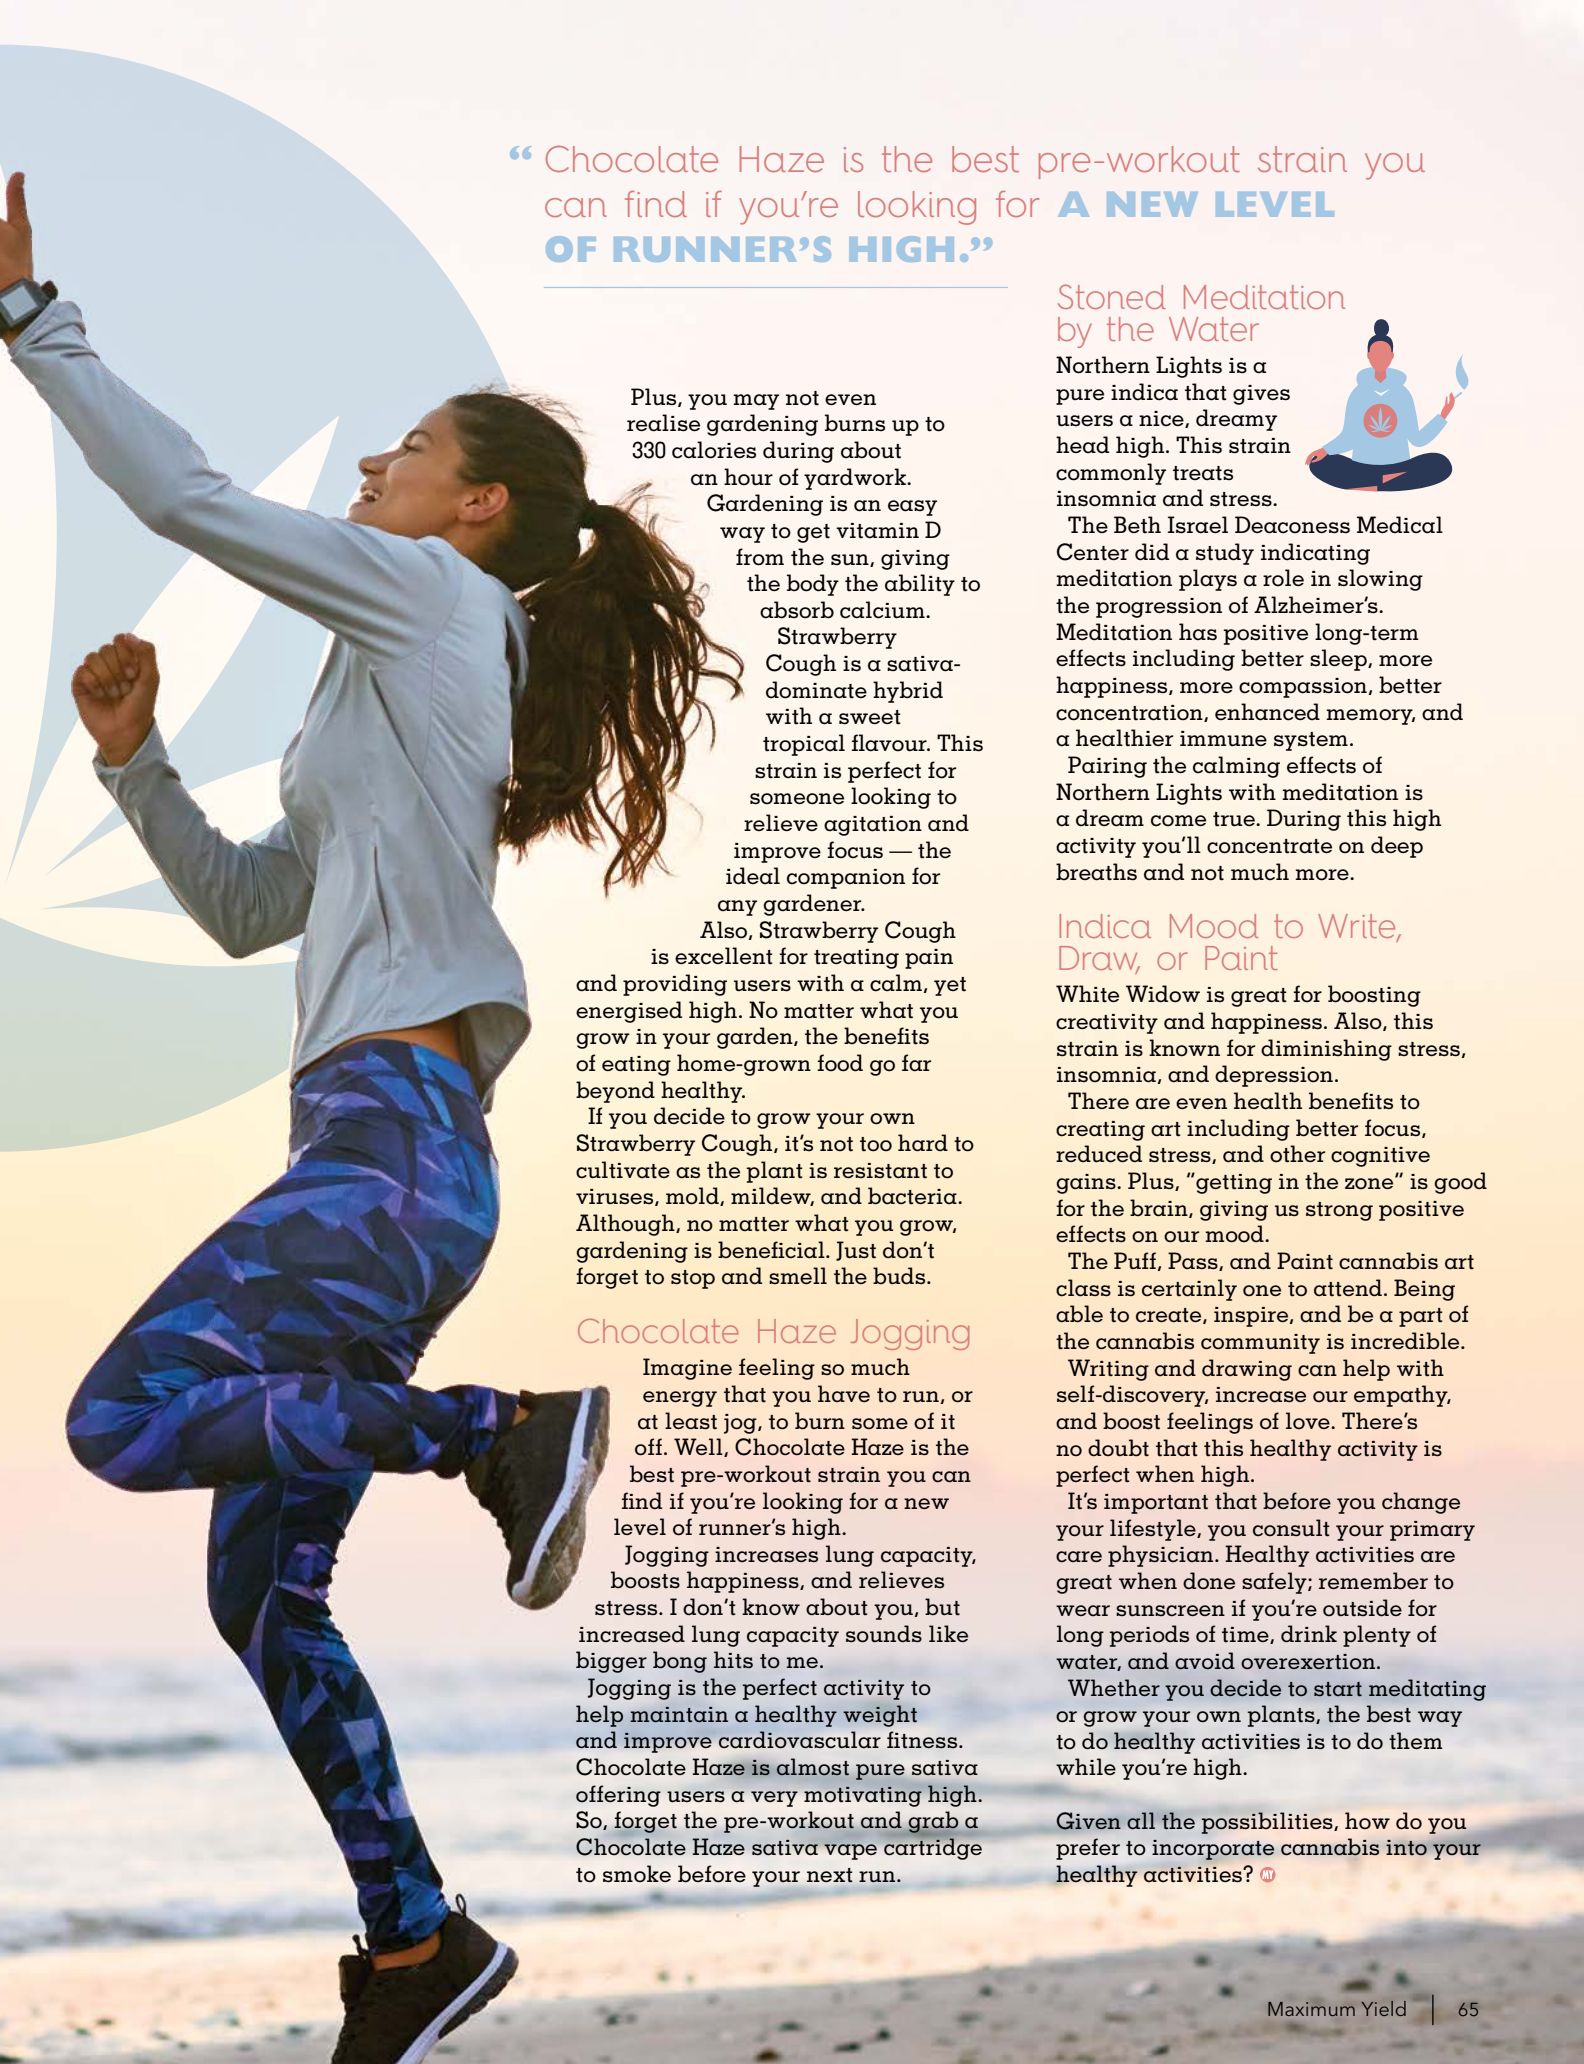 “ Chocolate Haze is the best pre-workout strain you
can find if you’re looking for A NEW LEVEL
OF RUNNER’S HIGH.”
Plus, you may not even
realise gardening burns up to
330 calories during about
an hour of yardwork.
Gardening is an easy
way to get vitamin D
from the sun, giving
the body the ability to
absorb calcium.
Strawberry
Cough is a sativa-
dominate hybrid
with a sweet
tropical flavour. This
strain is perfect for
someone looking to
relieve agitation and
improve focus — the
ideal companion for
any gardener.
Also, Strawberry Cough
is excellent for treating pain
and providing users with a calm, yet
energised high. No matter what you
grow in your garden, the benefits
of eating home-grown food go far
beyond healthy.
If you decide to grow your own
Strawberry Cough, it’s not too hard to
cultivate as the plant is resistant to
viruses, mold, mildew, and bacteria.
Although, no matter what you grow,
gardening is beneficial. Just don’t
forget to stop and smell the buds.
Chocolate Haze Jogging
Imagine feeling so much
energy that you have to run, or
at least jog, to burn some of it
off. Well, Chocolate Haze is the
best pre-workout strain you can
find if you’re looking for a new
level of runner’s high.
Jogging increases lung capacity,
boosts happiness, and relieves
stress. I don’t know about you, but
increased lung capacity sounds like
bigger bong hits to me.
Jogging is the perfect activity to
help maintain a healthy weight
and improve cardiovascular fitness.
Chocolate Haze is almost pure sativa
offering users a very motivating high.
So, forget the pre-workout and grab a
Chocolate Haze sativa vape cartridge
to smoke before your next run.
Stoned Meditation
by the Water
Northern Lights is a
pure indica that gives
users a nice, dreamy
head high. This strain
commonly treats
insomnia and stress.
The Beth Israel Deaconess Medical
Center did a study indicating
meditation plays a role in slowing
the progression of Alzheimer’s.
Meditation has positive long-term
effects including better sleep, more
happiness, more compassion, better
concentration, enhanced memory, and
a healthier immune system.
Pairing the calming effects of
Northern Lights with meditation is
a dream come true. During this high
activity you’ll concentrate on deep
breaths and not much more.
Indica Mood to Write,
Draw, or Paint
White Widow is great for boosting
creativity and happiness. Also, this
strain is known for diminishing stress,
insomnia, and depression.
There are even health benefits to
creating art including better focus,
reduced stress, and other cognitive
gains. Plus, “getting in the zone” is good
for the brain, giving us strong positive
effects on our mood.
The Puff, Pass, and Paint cannabis art
class is certainly one to attend. Being
able to create, inspire, and be a part of
the cannabis community is incredible.
Writing and drawing can help with
self-discovery, increase our empathy,
and boost feelings of love. There’s
no doubt that this healthy activity is
perfect when high.
It’s important that before you change
your lifestyle, you consult your primary
care physician. Healthy activities are
great when done safely; remember to
wear sunscreen if you’re outside for
long periods of time, drink plenty of
water, and avoid overexertion.
Whether you decide to start meditating
or grow your own plants, the best way
to do healthy activities is to do them
while you’re high.
Given all the possibilities, how do you
prefer to incorporate cannabis into your
healthy activities? MY
Maximum Yield | 65